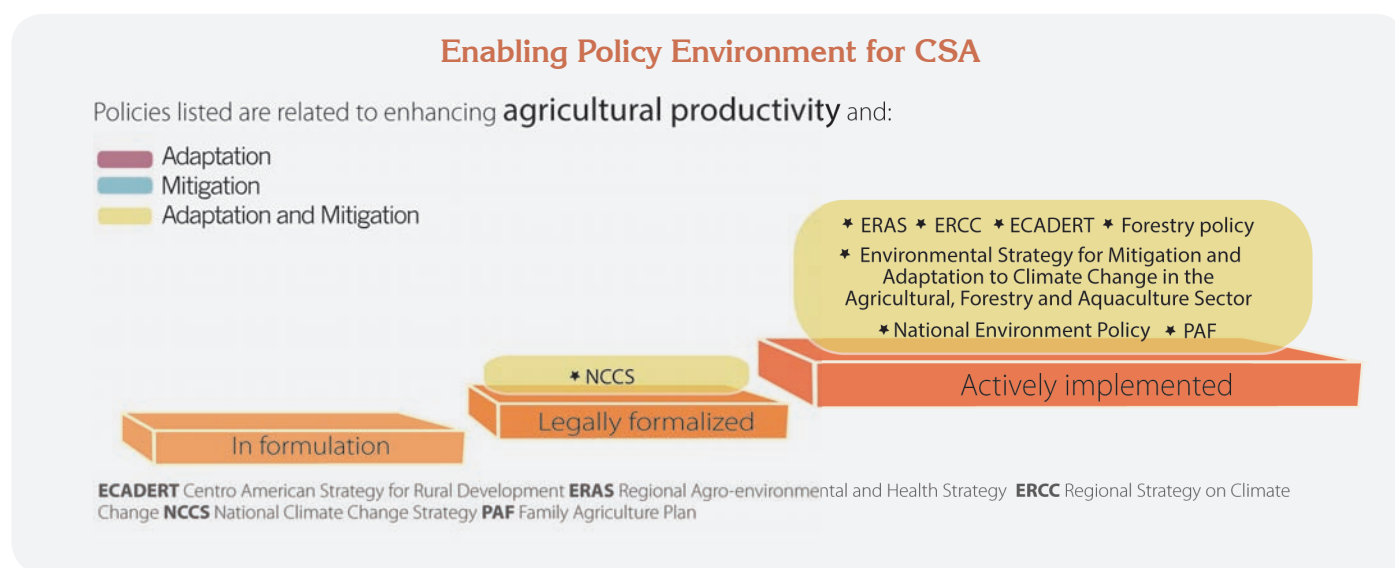 Enabling Policy Environment for CSA
Policies listed are related to enhancing agricultural productivity and:
Adaptation
Mitigation
Adaptation and Mitigation
★ ERAS ★ ERCC ★ ECADERT ★ Forestry policy
★ Environmental Strategy for Mitigation and
Adaptation to Climate Change in the
Agricultural, Forestry and Aquaculture Sector
★ National Environment Policy ★ PAF
★ NCCS
Actively implemented
Legally formalized
In formulation
ECADERT Centro American Strategy for Rural Development ERAS Regional Agro-environmental and Health Strategy ERCC Regional Strategy on Climate
Change NCCS National Climate Change Strategy PAF Family Agriculture Plan